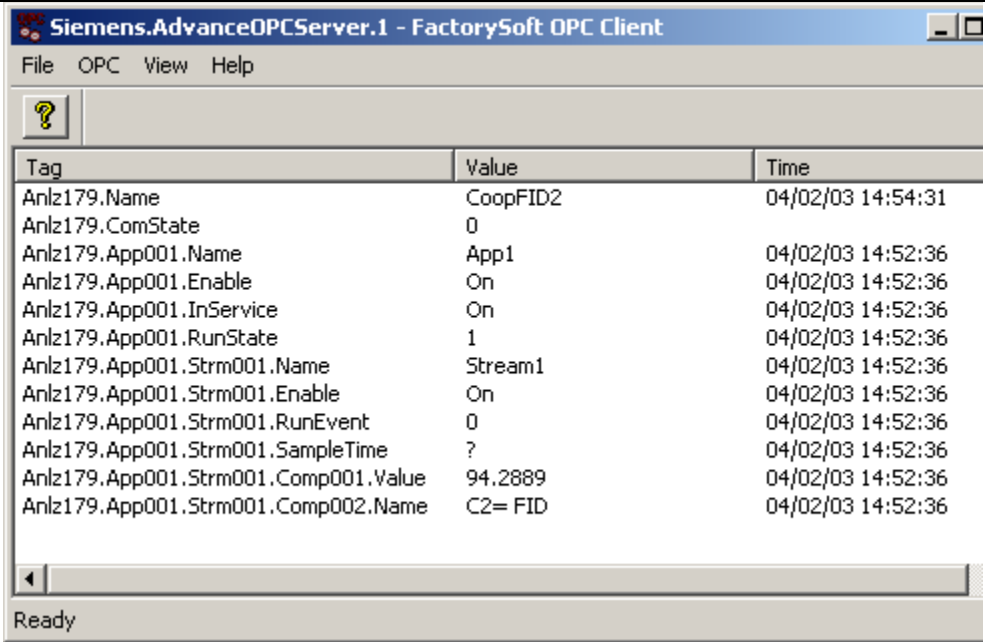 Siemens.AdvanceOPCServer.1 - FactorySoft OPC Client
File OPC View Help
Tag Value Time
Anlz179.Name CoopFID2 04/02/03 14:54:31
Anlz179.ComState 0
Anlz179.App001.Name App1 04/02/03 14:52:36
Anlz179.App001.Enable On 04/02/03 14:52:36
Anlz179.App001.InService On 04/02/03 14:52:36
Anlz179.App001.RunState 1 04/02/03 14:52:36
Anlz179.App001.Strm001.Name Stream1 04/02/03 14:52:36
Anlz179.App001.Strm001.Enable On 04/02/03 14:52:36
Anlz179.App001.Strm001.RunEvent 0 04/02/03 14:52:36
Anlz179.App001.Strm001.SampleTime ? 04/02/03 14:52:36
Anlz179.App001.Strm001.Comp001.Value 94.2889 04/02/03 14:52:36
Anlz179.App001.Strm001.Comp002.Name C2= FID 04/02/03 14:52:36
Ready